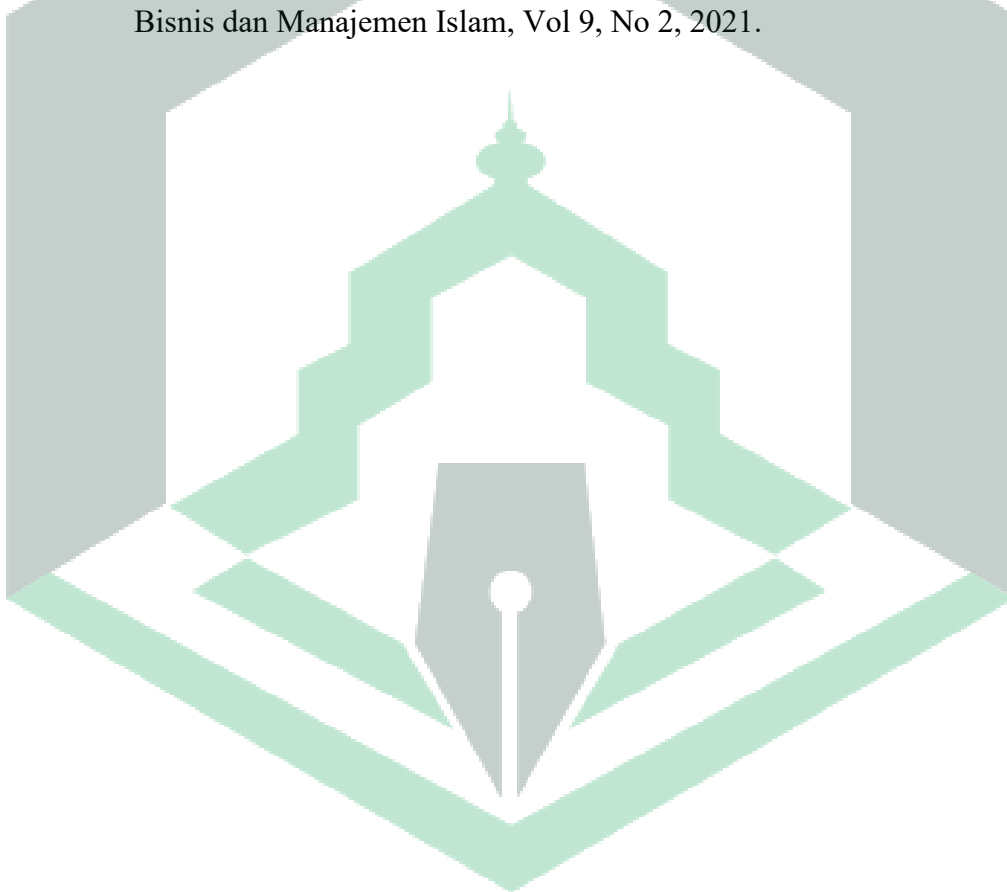 Bisnis dan Manajemen Islam, Vol 9, No 2, 2021.